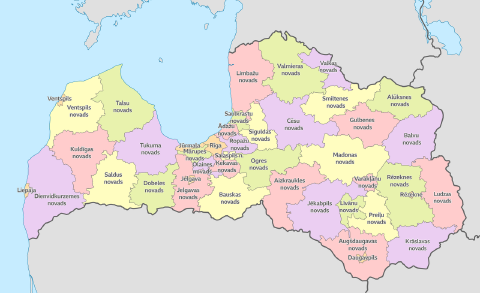 Limbažu
novads
Valmieras
novads
Valkas
novads
Smiltenes
novads
Alūksnes
novads
Gulbenes
novads
Balvu
novads
Cēsu
novads
Saulkrastu
novads
Siguldas
novads
Ādažu
novads
Ropažu
novads
Rīga
Jūrmala
Mārupes
novads
Salaspils n.
Ķekavas
novads
Olaines
novads
Ogres
novads
Madonas
novads
Ventspils
Ventspils
novads
Talsu
novads
Tukuma
novads
Kuldīgas
novads
Saldus
novads
Dobeles
novads
Jelgava
Jelgavas
novads
Bauskas
novads
Liepāja
Dienvidkurzemes
novads
Aizkraukles
novads
Jēkabpils
novads
Varakļānu
novads
Līvānu
novads
Preiļu
novads
Rēzeknes
novads
Rēzekne
Ludzas
novads
Augšdaugavas
novads
Daugavpils
Krāslavas
novads